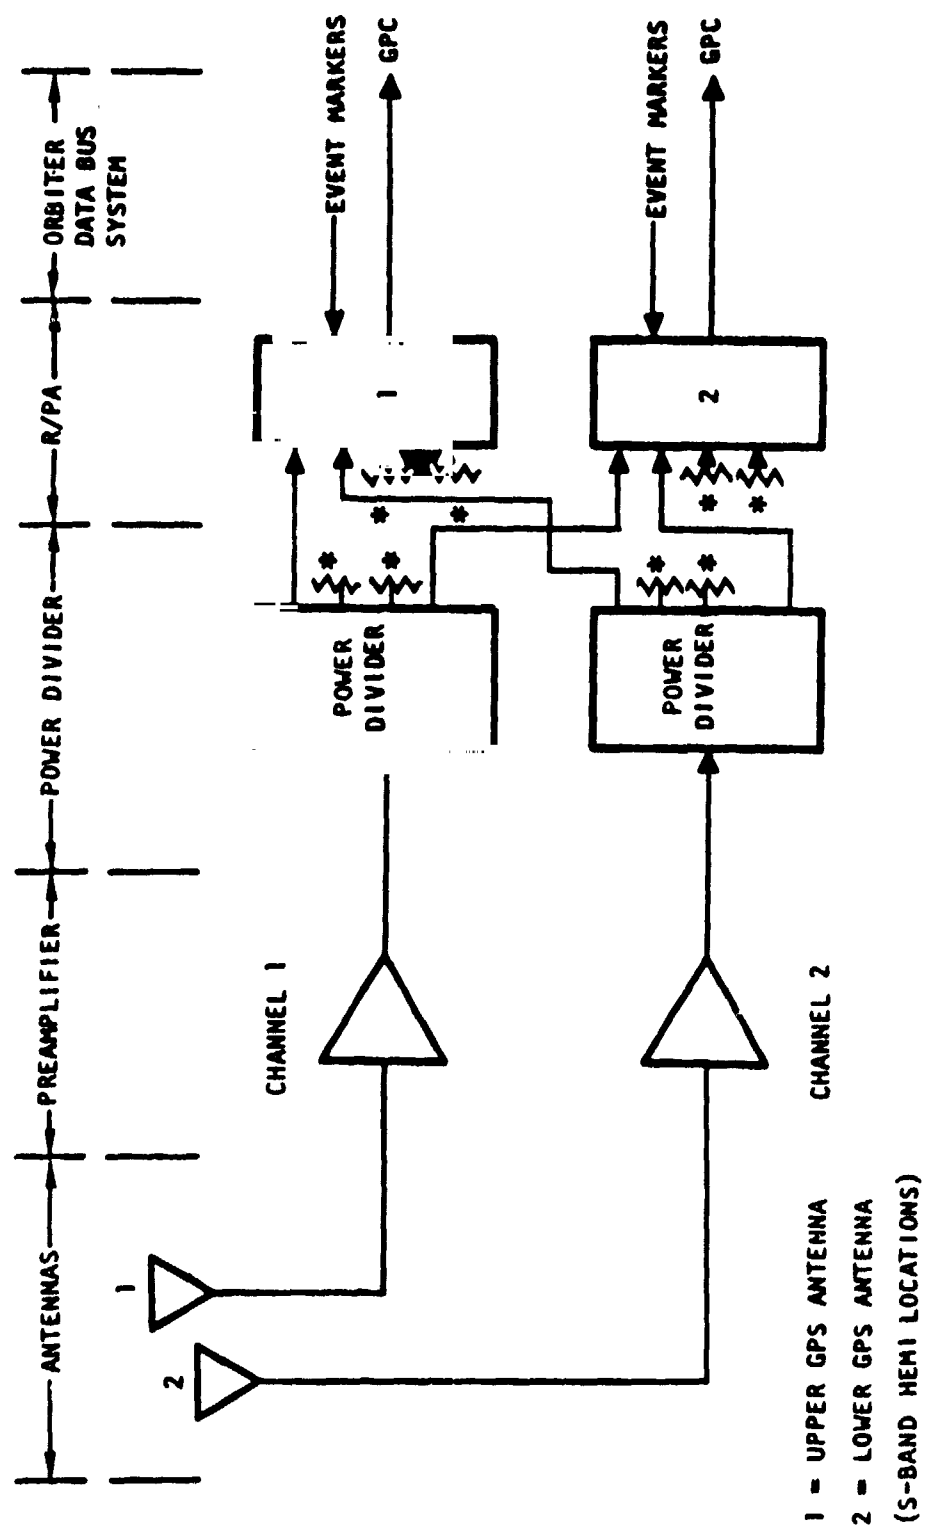 ANTENNAS
PREAMPLIFIER
POWER DIVIDER
R/PA
ORBITER
DATA BUS
SYSTEM
1
2
CHANNEL 1
POWER
DIVIDER
*
*
*
*
1
EVENT MARKERS
GPC
CHANNEL 2
POWER
DIVIDER
*
*
*
*
2
EVENT MARKERS
GPC
1 = UPPER GPS ANTENNA
2 = LOWER GPS ANTENNA
(S-BAND HEMI LOCATIONS)